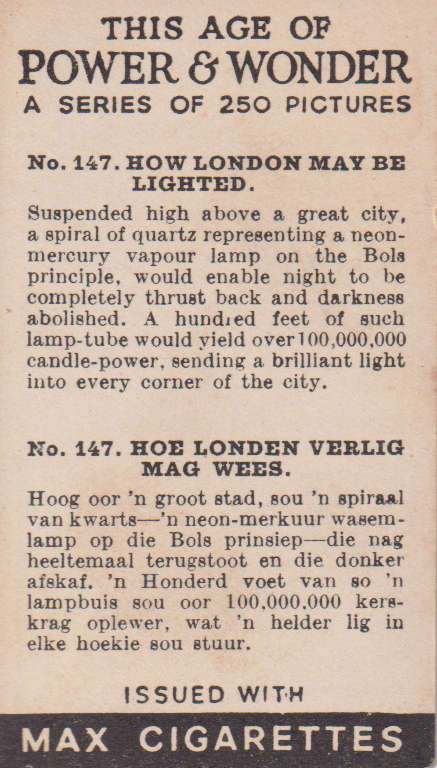 THIS AGE OF
POWER & WONDER
A SERIES OF 250 PICTURES
No. 147. HOW LONDON MAY BE
LIGHTED.
Suspended high above a great city,
a spiral of quartz representing a neon-
mercury vapour lamp on the Bols
principle, would enable night to be
completely thrust back and darkness
abolished. A hundred feet of such
lamp-tube would yield over 100,000,000
candle-power, sending a brilliant light
into every corner of the city.
No. 147. HOE LONDEN VERLIG
MAG WEES.
Hoog oor 'n groot stad, sou 'n spiraal
van kwarts—'n neon-merkuur wasem-
lamp op die Bols prinsiep—die nag
heeltemaal terugstoot en die donker
afskaf. 'n Honderd voet van so 'n
lampbuis sou oor 100,000,000 kers-
krag oplewer, wat 'n helder lig in
elke hoekie sou stuur.
ISSUED WITH
MAX CIGARETTES